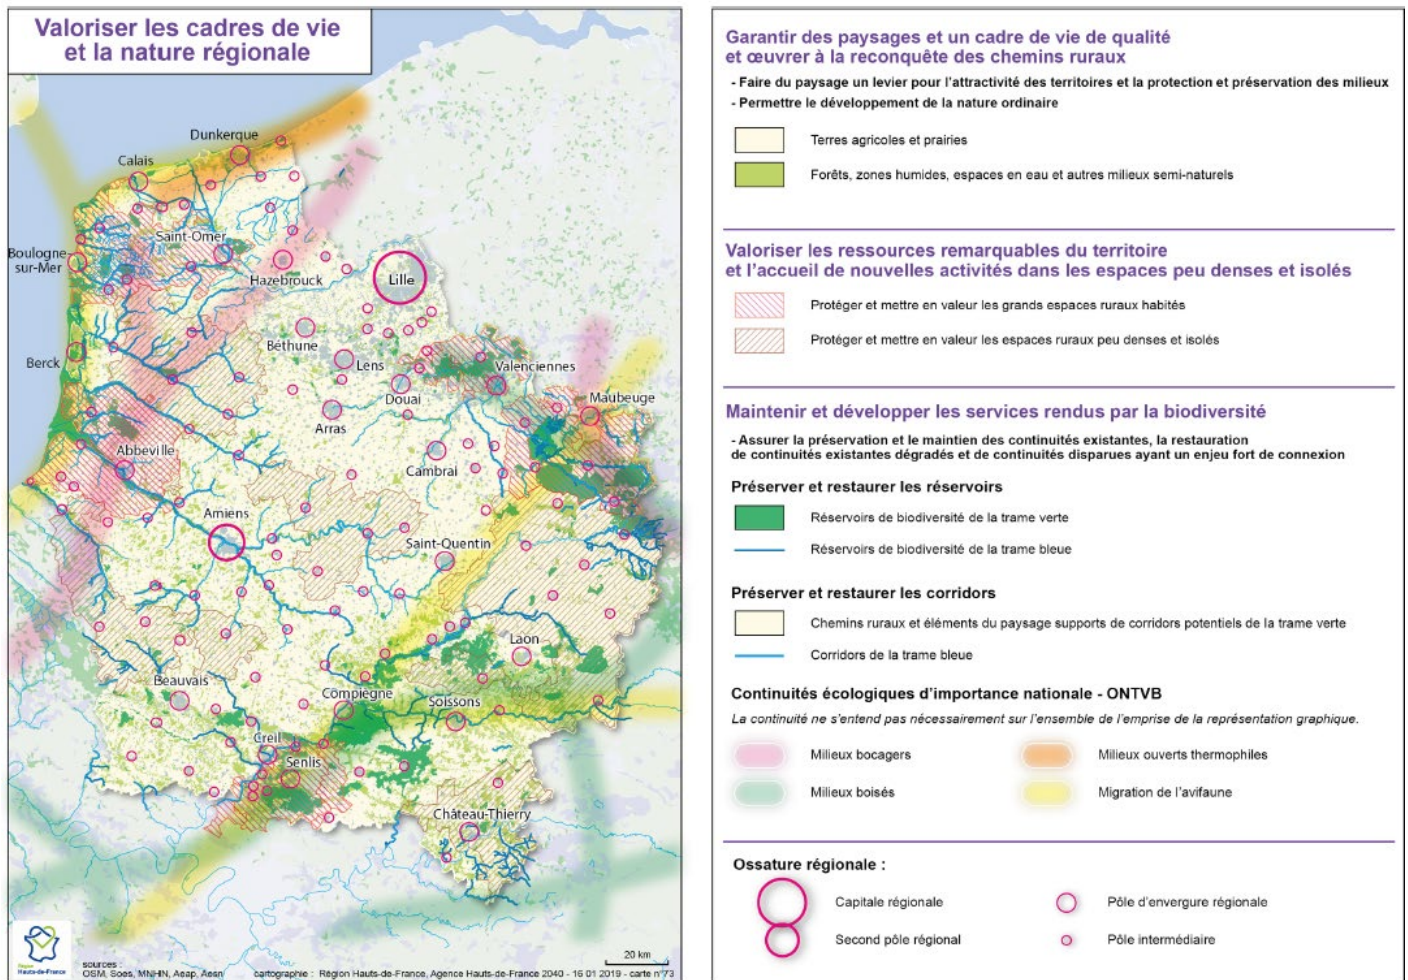 Valoriser les cadres de vie
et la nature régionale
Dunkerque
Calais
Saint-Omer
Boulogne-
sur-Mer
Hazebrouck
Lille
Béthune
Berck
Lens
Valenciennes
Douai
Maubeuge
Arras
Abbeville
Cambrai
Amiens
Saint-Quentin
Laon
Beauvais
Compiègne
Soissons
Creil
Senlis
Château-Thierry
20 km
Région
Hauts-de-France
sources :
OSM, Soes, MNHN, Aeap, Aesn
cartographie : Région Hauts-de-France, Agence Hauts-de-France 2040 - 16 01 2019 - carte n°73
Garantir des paysages et un cadre de vie de qualité
et œuvrer à la reconquête des chemins ruraux
- Faire du paysage un levier pour l'attractivité des territoires et la protection et préservation des milieux
- Permettre le développement de la nature ordinaire
Terres agricoles et prairies
Forêts, zones humides, espaces en eau et autres milieux semi-naturels
Valoriser les ressources remarquables du territoire
et l'accueil de nouvelles activités dans les espaces peu denses et isolés
Protéger et mettre en valeur les grands espaces ruraux habités
Protéger et mettre en valeur les espaces ruraux peu denses et isolés
Maintenir et développer les services rendus par la biodiversité
- Assurer la préservation et le maintien des continuités existantes, la restauration
de continuités existantes dégradés et de continuités disparues ayant un enjeu fort de connexion
Préserver et restaurer les réservoirs
Réservoirs de biodiversité de la trame verte
Réservoirs de biodiversité de la trame bleue
Préserver et restaurer les corridors
Chemins ruraux et éléments du paysage supports de corridors potentiels de la trame verte
Corridors de la trame bleue
Continuités écologiques d'importance nationale - ONTVB
La continuité ne s'entend pas nécessairement sur l'ensemble de l'emprise de la représentation graphique.
Milieux bocagers
Milieux ouverts thermophiles
Milieux boisés
Migration de l'avifaune
Ossature régionale :
Capitale régionale
Pôle d'envergure régionale
Second pôle régional
Pôle intermédiaire